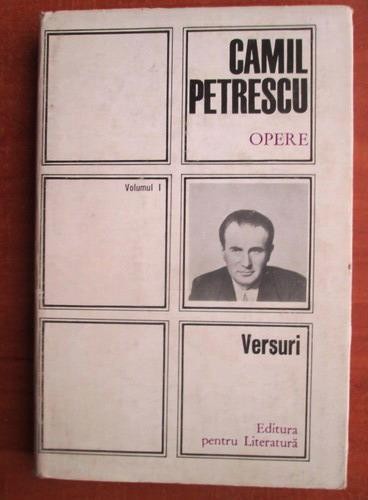 CAMIL
PETRESCU
OPERE
Volumul I
Versuri
Editura
pentru Literatură